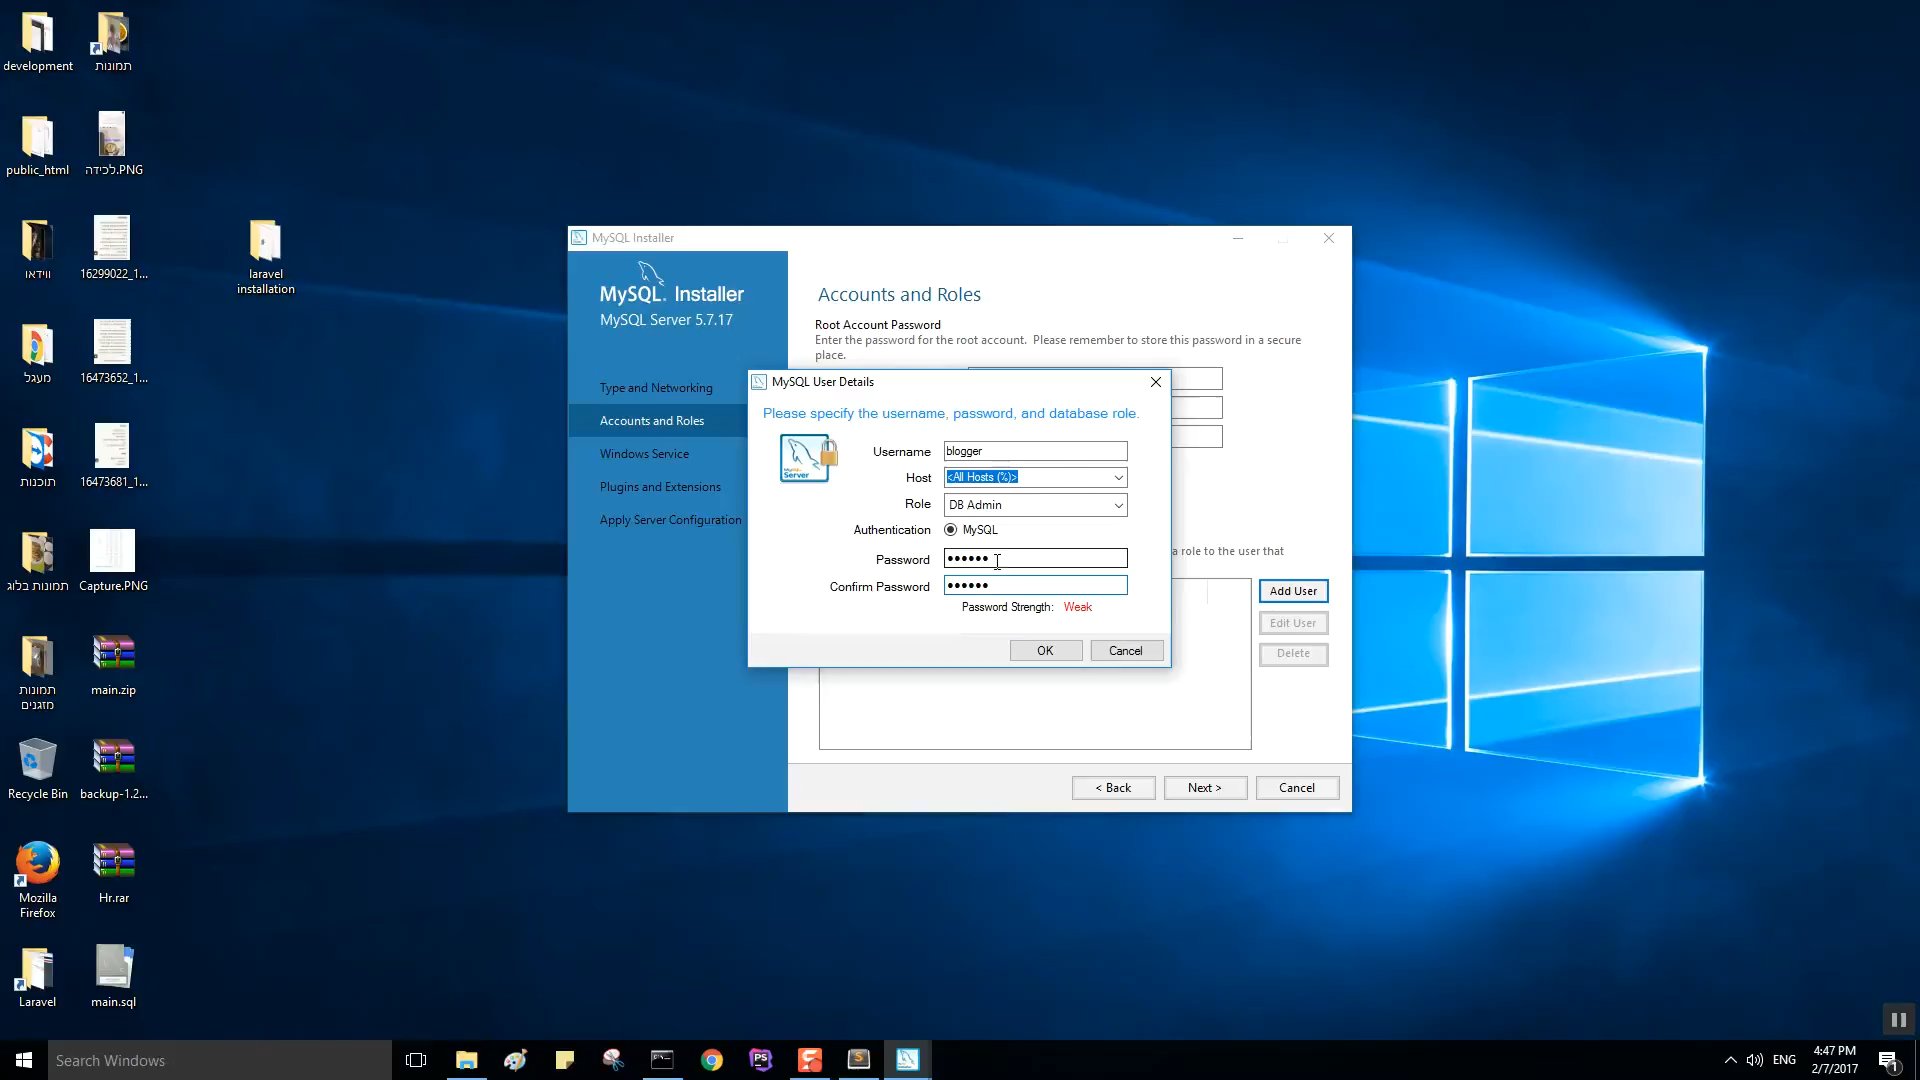 development
תמונות
public_html
לכידה.PNG
ווידאו
16299022_1...
laravel
installation
מעגל
16473652_1...
תוכנות
16473681_1...
תמונות בלוג
Capture.PNG
תמונות
מזגנים
main.zip
Recycle Bin
backup-1.2...
Mozilla
Firefox
Hr.rar
Laravel
main.sql
MySQL Installer
MySQL. Installer
MySQL Server 5.7.17
Type and Networking
Accounts and Roles
Windows Service
Plugins and Extensions
Apply Server Configuration
Accounts and Roles
Root Account Password
Enter the password for the root account. Please remember to store this password in a secure
place.
MySQL User Details
Please specify the username, password, and database role.
Server
Username
blogger
Host
<All Hosts (%)>
Role
DB Admin
Authentication
MySQL
Password
••••••
Confirm Password
••••••
Password Strength: Weak
OK
Cancel
a role to the user that
Add User
Edit User
Delete
< Back
Next >
Cancel
Search Windows
PS
S
ENG
4:47 PM
2/7/2017
1